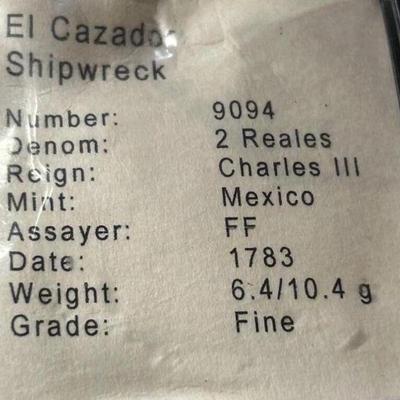 El Cazador
Shipwreck
Number: 9094
Denom: 2 Reales
Reign: Charles III
Mint: Mexico
Assayer: FF
Date: 1783
Weight: 6.4/10.4 g
Grade: Fine